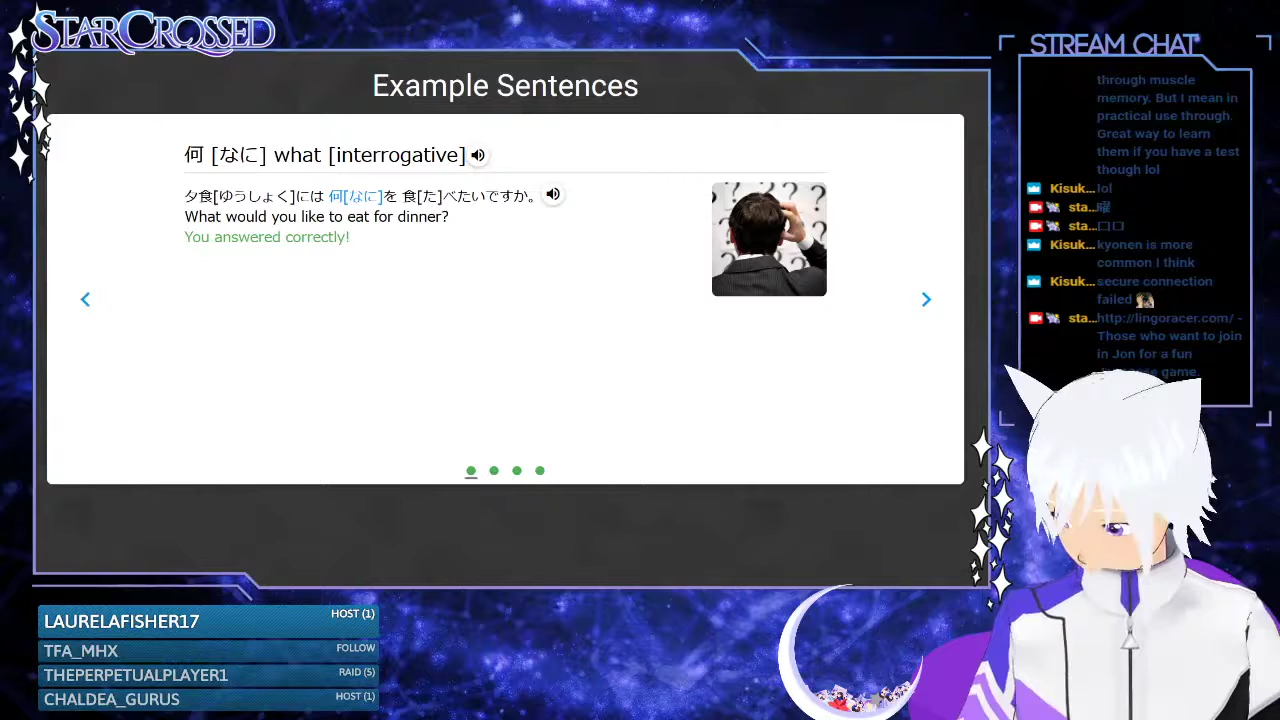 STARCROSSED
Example Sentences
何 [なに] what [interrogative]
夕食[ゆうしょく]には 何[なに]を 食[た]べたいですか。
What would you like to eat for dinner?
You answered correctly!
STREAM CHAT
through muscle
memory. But I mean in
practical use through.
Great way to learn
them if you have a test
though lol
Kisuk... lol
sta... 曜
sta... 口口
Kisuk... kyonen is more
common I think
Kisuk... secure connection
failed
sta... http://lingoracer.com/ -
Those who want to join
in Jon for a fun
game.
LAURELAFISHER17 HOST (1)
TFA_MHX FOLLOW
THEPERPETUALPLAYER1 RAID (5)
CHALDEA_GURUS HOST (1)